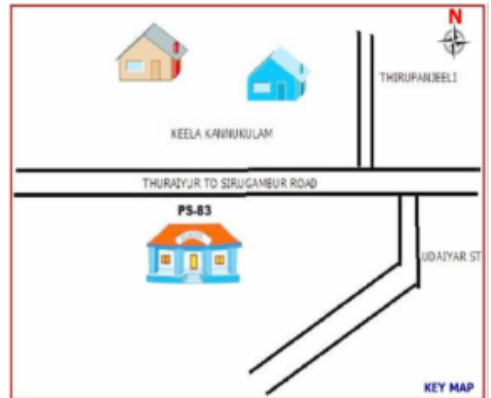 N
THIRUPANJEELI
KEELA KANNUKULAM
THURAIYUR TO SIRUGAMBUR ROAD
PS-83
UDAIYAR ST
KEY MAP